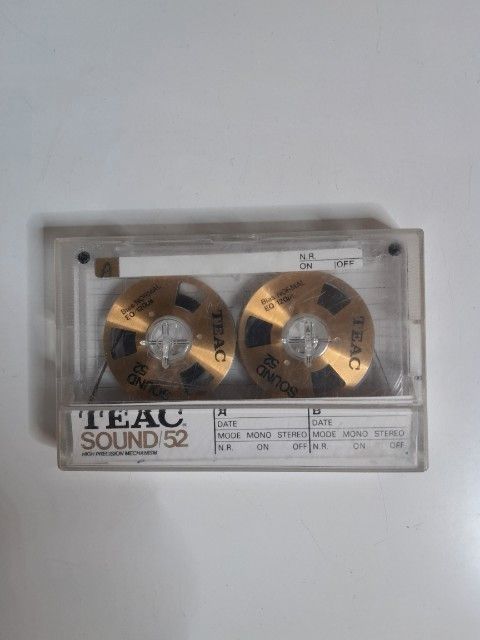 A
N.R.
ON OFF
Bias NORMAL
EQ 120µs
TEAC
SOUND
52
Bias NORMAL
EQ 120µs
TEAC
SOUND
52
TEAC
SOUND/52
HIGH PRECISION MECHANISM
A
DATE
MODE MONO STEREO
N.R. ON OFF
B
DATE
MODE MONO STEREO
N.R. ON OFF